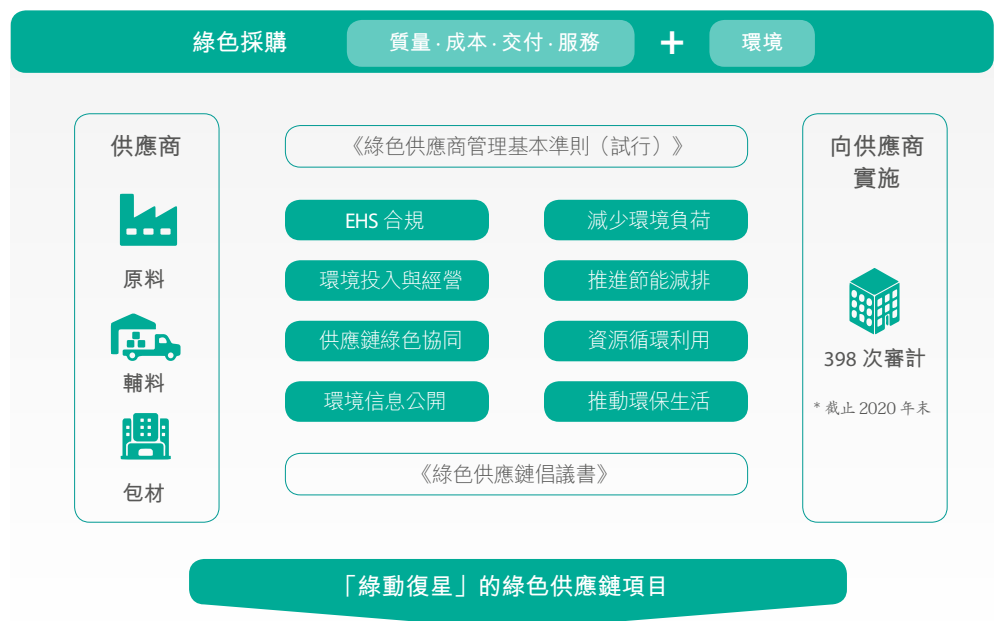 綠色採購
質量·成本·交付·服務
+
環境
供應商
原料
輔料
包材
《綠色供應商管理基本準則（試行）》
EHS 合規
減少環境負荷
環境投入與經營
推進節能減排
供應鏈綠色協同
資源循環利用
環境信息公開
推動環保生活
《綠色供應鏈倡議書》
向供應商
實施
398 次審計
* 截止 2020 年末
「綠動復星」的綠色供應鏈項目